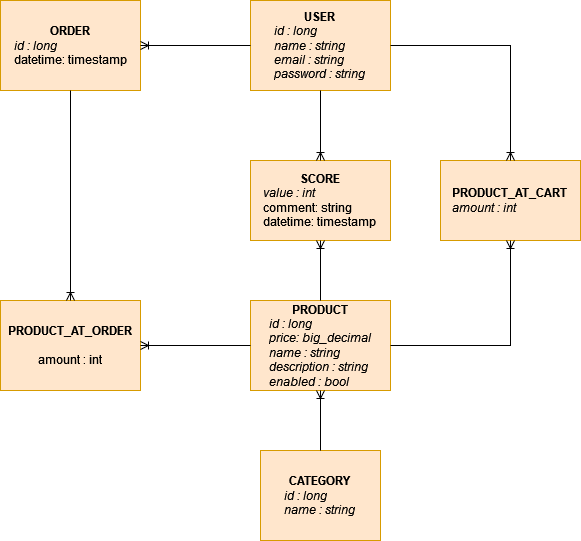 ORDER
id : long
datetime: timestamp
USER
id : long
name : string
email : string
password : string
SCORE
value : int
comment: string
datetime: timestamp
PRODUCT_AT_CART
amount : int
PRODUCT_AT_ORDER
amount : int
PRODUCT
id : long
price: big_decimal
name : string
description : string
enabled : bool
CATEGORY
id : long
name : string